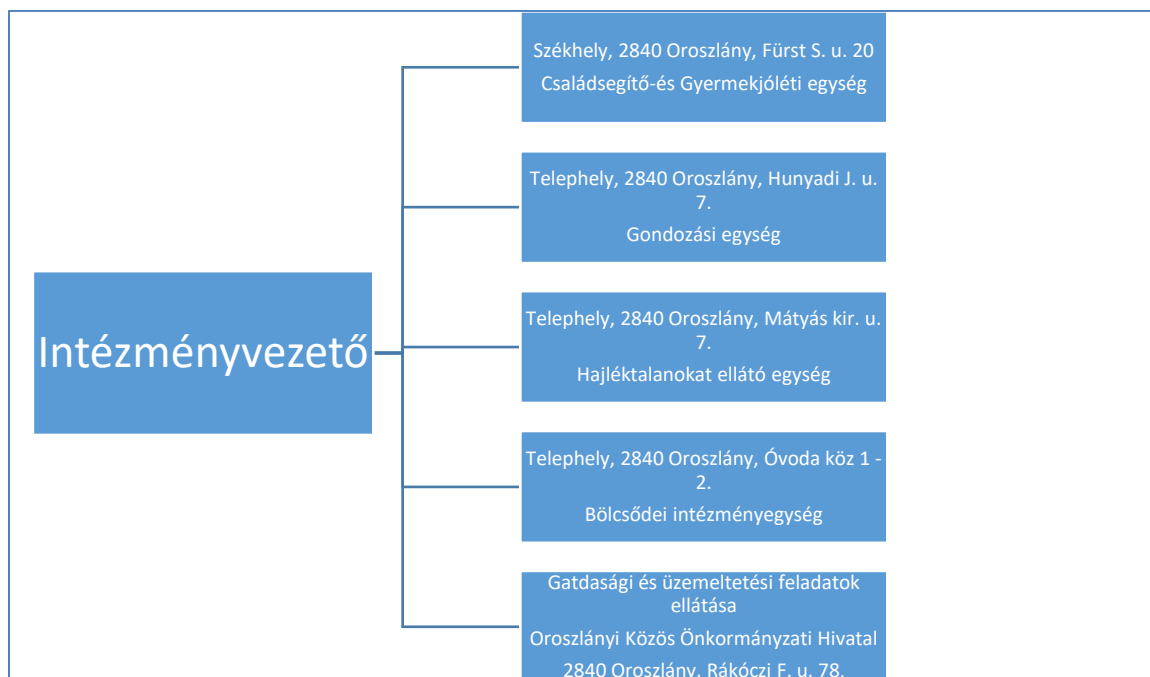 Intézményvezető
Székhely, 2840 Oroszlány, Fürst S. u. 20
Családsegítő-és Gyermekjóléti egység
Telephely, 2840 Oroszlány, Hunyadi J. u.
7.
Gondozási egység
Telephely, 2840 Oroszlány, Mátyás kir. u.
7.
Hajléktalanokat ellátó egység
Telephely, 2840 Oroszlány, Óvoda köz 1 -
2.
Bölcsődei intézményegység
Gatdasági és üzemeltetési feladatok
ellátása
Oroszlányi Közös Önkormányzati Hivatal
2840 Oroszlány, Rákóczi F. u. 78.